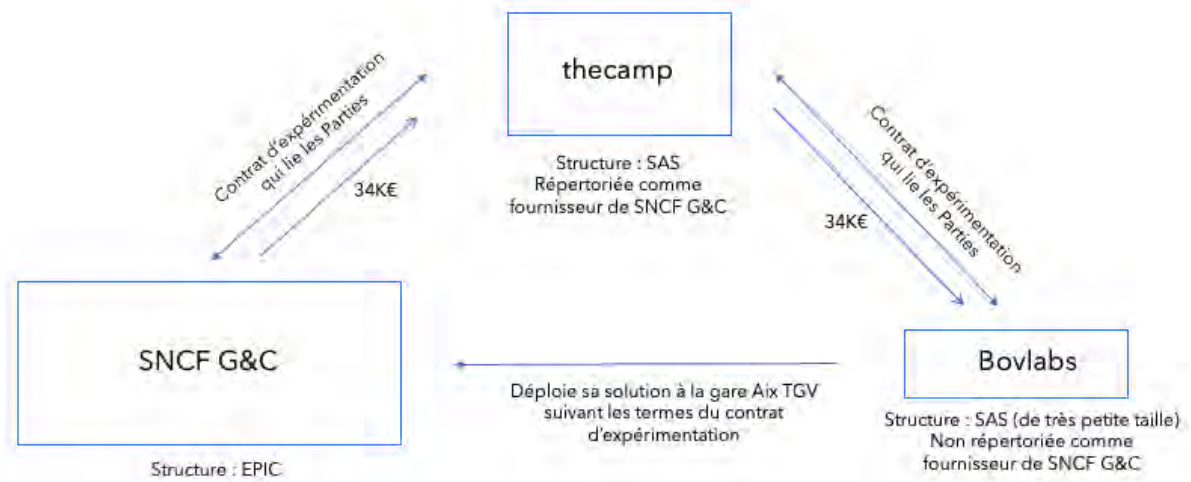 thecamp
Structure : SAS
Répertoriée comme
fournisseur de SNCF G&C
Contrat d'expérimentation
qui lie les Parties
34K€
Contrat d'expérimentation
qui lie les Parties
34K€
SNCF G&C
Structure : EPIC
Déploie sa solution à la gare Aix TGV
suivant les termes du contrat
d'expérimentation
Bovlabs
Structure : SAS (de très petite taille)
Non répertoriée comme
fournisseur de SNCF G&C